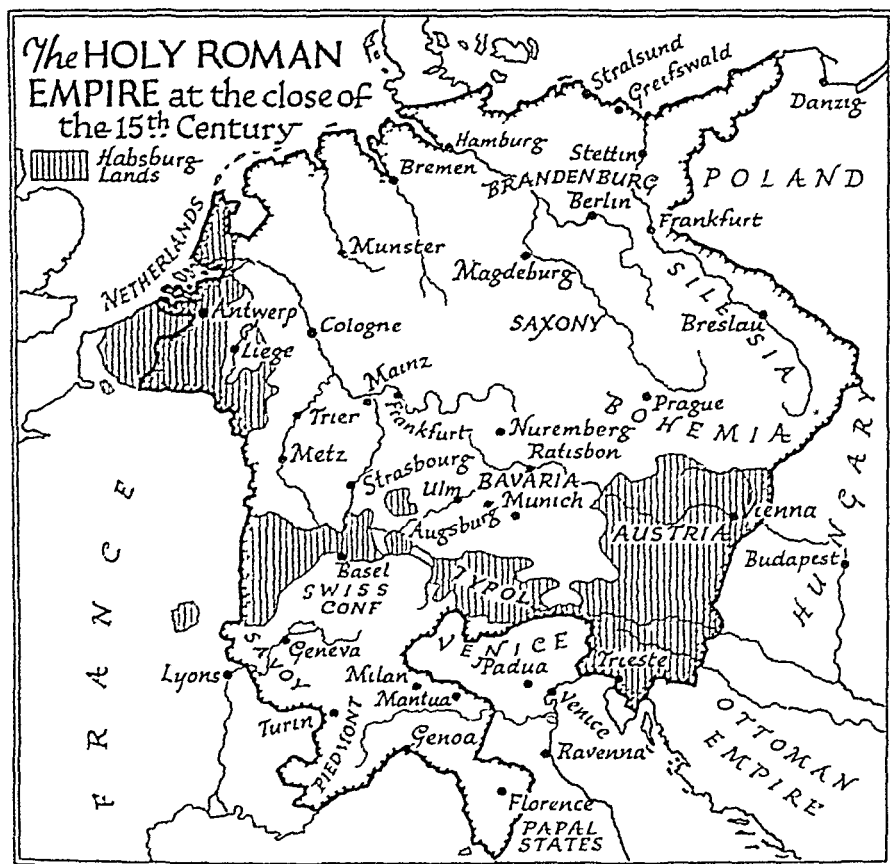 The HOLY ROMAN
EMPIRE at the close of
the 15th Century
Habsburg
Lands
Stralsund
Greifswald
Danzig
Hamburg
Stettin
Bremen
BRANDENBURG
POLAND
Berlin
Frankfurt
NETHERLANDS
Munster
Magdeburg
SILESIA
Antwerp
Cologne
SAXONY
Breslau
Liege
Mainz
Trier
Frankfurt
BOHEMIA
Prague
Nuremberg
Metz
Ratisbon
Strasbourg
BAVARIA
Ulm
Munich
Augsburg
Vienna
AUSTRIA
HUNGARY
FRANCE
Basel
Budapest
SWISS
CONF
TYPOL
SAVOY
Geneva
VENICE
Padua
Trieste
Lyons
Milan
Mantua
Venice
Turin
PIEDMONT
Genoa
Ravenna
OTTOMAN
EMPIRE
Florence
PAPAL
STATES